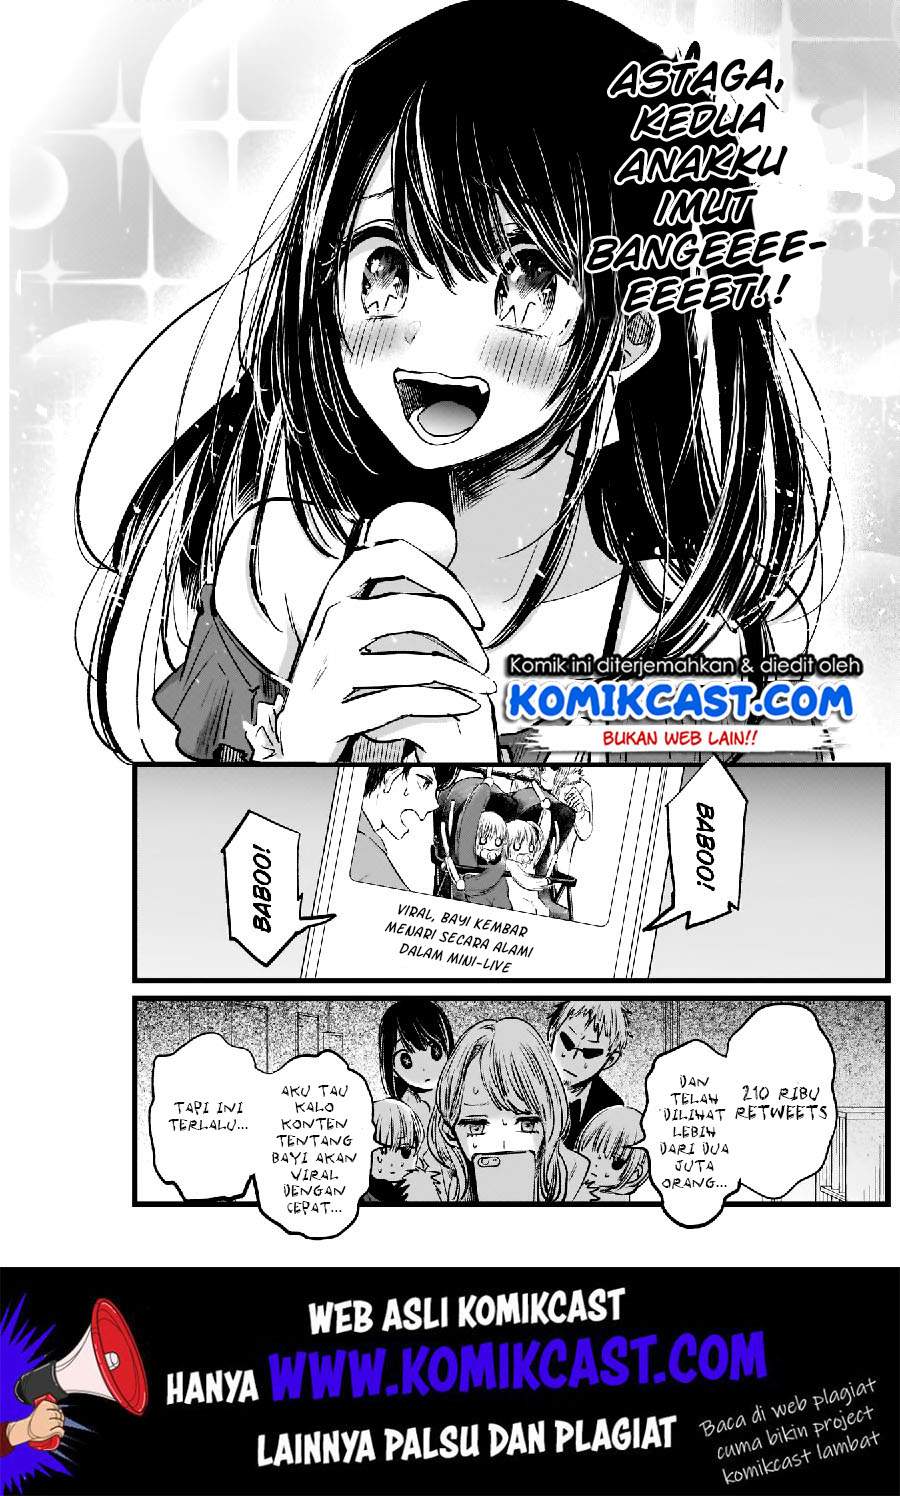 ASTAGA,
KEDUA
ANAKKU
IMUT
BANGEEEE-
EEEET!!
Komik ini diterjemahkan & diedit oleh
KOMIKCAST.COM
BUKAN WEB LAIN!!
BABOO!
BABOO!
VIRAL, BAYI KEMBAR
MENARI SECARA ALAMI
DALAM MINI-LIVE
210 RIBU
RETWEETS
DAN
TELAH
DILIHAT
LEBIH
DARI DUA
JUTA
ORANG...
AKU TAU
KALO
KONTEN
TENTANG
BAYI AKAN
VIRAL
DENGAN
CEPAT...
TAPI INI
TERLALU...
WEB ASLI KOMIKCAST
HANYA WWW.KOMIKCAST.COM
LAINNYA PALSU DAN PLAGIAT
Baca di web plagiat
cuma bikin project
komikcast lambat